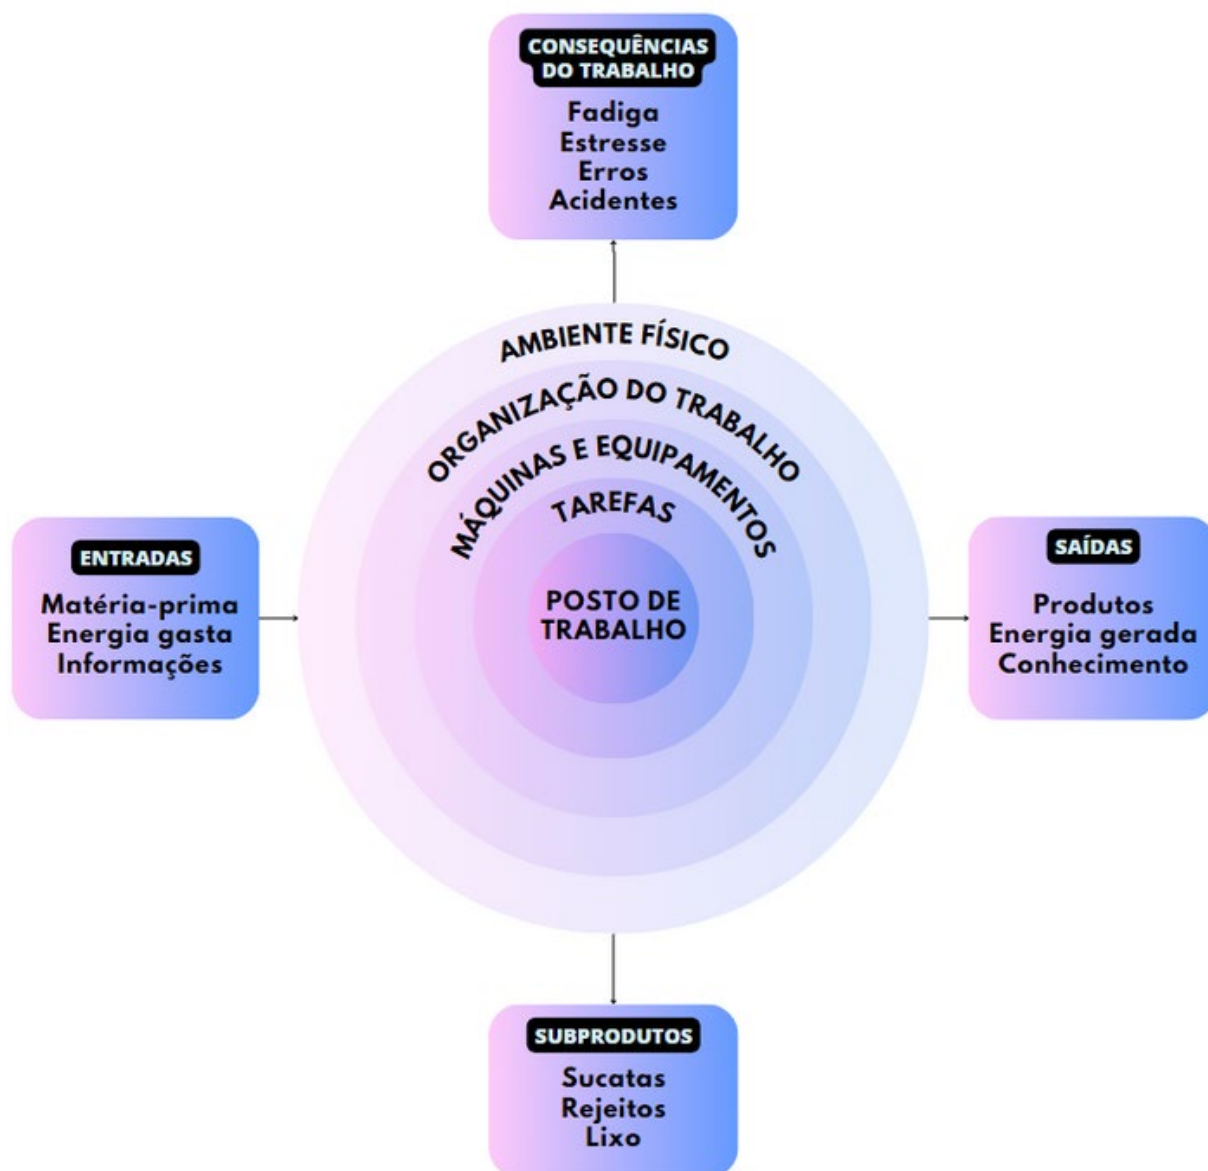 CONSEQUÊNCIAS
DO TRABALHO
Fadiga
Estresse
Erros
Acidentes
AMBIENTE FÍSICO
ORGANIZAÇÃO DO TRABALHO
MÁQUINAS E EQUIPAMENTOS
TAREFAS
POSTO DE
TRABALHO
ENTRADAS
Matéria-prima
Energia gasta
Informações
SAÍDAS
Produtos
Energia gerada
Conhecimento
SUBPRODUTOS
Sucatas
Rejeitos
Lixo